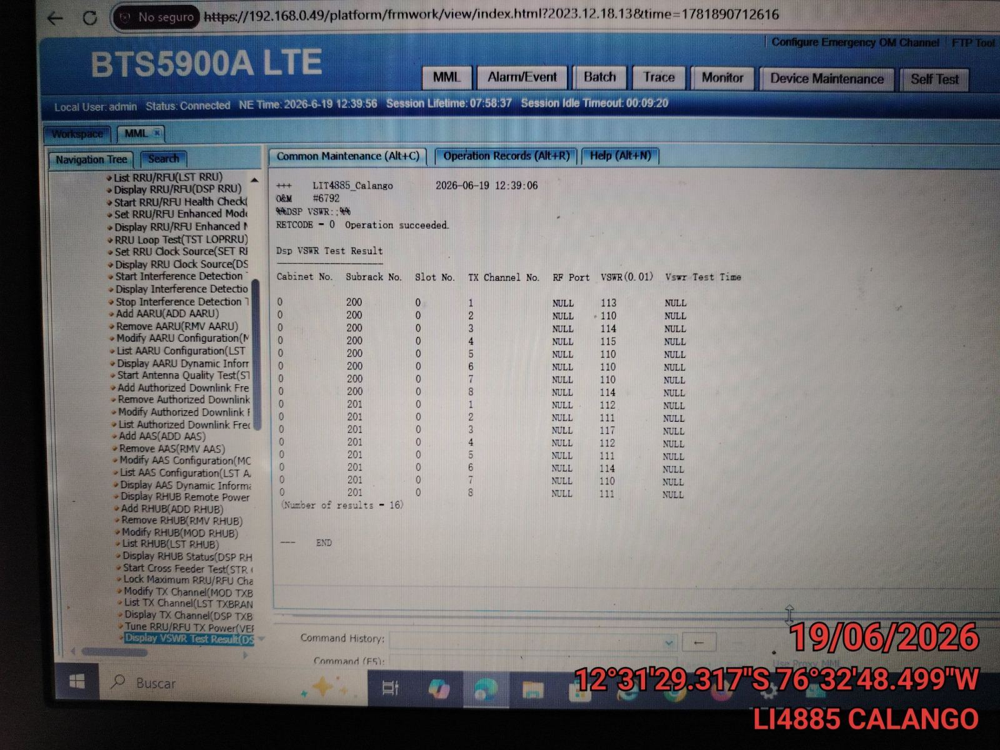 No seguro https://192.168.0.49/platform/frmwork/view/index.html?2023.12.18.13&time=1781890712616
Configure Emergency OM Channel | FTP Tool
BTS5900A LTE
MML Alarm/Event Batch Trace Monitor Device Maintenance Self Test
Local User: admin Status: Connected NE Time: 2026-6-19 12:39:56 Session Lifetime: 07:58:37 Session Idle Timeout: 00:09:20
Workspace MML
Navigation Tree Search
Common Maintenance (Alt+C) Operation Records (Alt+R) Help (Alt+N)
List RRU/RFU(LST RRU)
Display RRU/RFU(DSP RRU)
Start RRU/RFU Health Check(
Set RRU/RFU Enhanced Mode
Display RRU/RFU Enhanced M
RRU Loop Test(TST LOPRRU)
Set RRU Clock Source(SET RI
Display RRU Clock Source(DS
Start Interference Detection T
Display Interference Detectio
Stop Interference Detection T
Add AARU(ADD AARU)
Remove AARU(RMV AARU)
Modify AARU Configuration(M
List AARU Configuration(LST
Display AARU Dynamic Inform
Start Antenna Quality Test(ST
Add Authorized Downlink Fre
Remove Authorized Downlink
Modify Authorized Downlink F
List Authorized Downlink Frec
Add AAS(ADD AAS)
Remove AAS(RMV AAS)
Modify AAS Configuration(MC
List AAS Configuration(LST A
Display AAS Dynamic Informa
Display RHUB Remote Power
Add RHUB(ADD RHUB)
Remove RHUB(RMV RHUB)
Modify RHUB(MOD RHUB)
List RHUB(LST RHUB)
Display RHUB Status(DSP RH
Start Cross Feeder Test(STR
Lock Maximum RRU/RFU Cha
Modify TX Channel(MOD TXB
List TX Channel(LST TXBRAN
Display TX Channel(DSP TXB
Tune RRU/RFU TX Power(VEF
Display VSWR Test Result(DS
+++ LIT4885_Calango 2026-06-19 12:39:06
O&M #6792
%%DSP VSWR:;%%
RETCODE = 0 Operation succeeded.
Dsp VSWR Test Result
--------------------
Cabinet No. Subrack No. Slot No. TX Channel No. RF Port VSWR(0.01) Vswr Test Time
0 200 0 1 NULL 113 NULL
0 200 0 2 NULL 110 NULL
0 200 0 3 NULL 114 NULL
0 200 0 4 NULL 115 NULL
0 200 0 5 NULL 110 NULL
0 200 0 6 NULL 110 NULL
0 200 0 7 NULL 110 NULL
0 200 0 8 NULL 114 NULL
0 201 0 1 NULL 112 NULL
0 201 0 2 NULL 111 NULL
0 201 0 3 NULL 117 NULL
0 201 0 4 NULL 112 NULL
0 201 0 5 NULL 111 NULL
0 201 0 6 NULL 114 NULL
0 201 0 7 NULL 110 NULL
0 201 0 8 NULL 111 NULL
(Number of results = 16)
--- END
Command History:
Command (F5):
Buscar
19/06/2026
12°31'29.317"S 76°32'48.499"W
LI4885 CALANGO